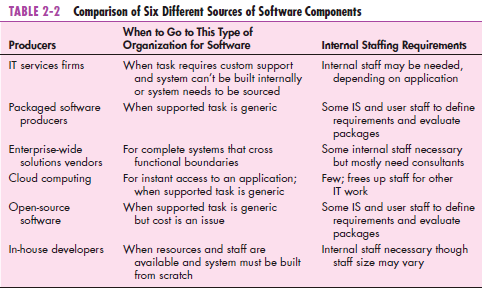 TABLE 2-2 Comparison of Six Different Sources of Software Components
Producers When to Go to This Type of Organization for Software Internal Staffing Requirements
IT services firms When task requires custom support Internal staff may be needed,
and system can't be built internally depending on application
or system needs to be sourced
Packaged software When supported task is generic Some IS and user staff to define
producers requirements and evaluate
packages
Enterprise-wide For complete systems that cross Some internal staff necessary
solutions vendors functional boundaries but mostly need consultants
Cloud computing For instant access to an application; Few; frees up staff for other
when supported task is generic IT work
Open-source When supported task is generic Some IS and user staff to define
software but cost is an issue requirements and evaluate
packages
In-house developers When resources and staff are Internal staff necessary though
available and system must be built staff size may vary
from scratch